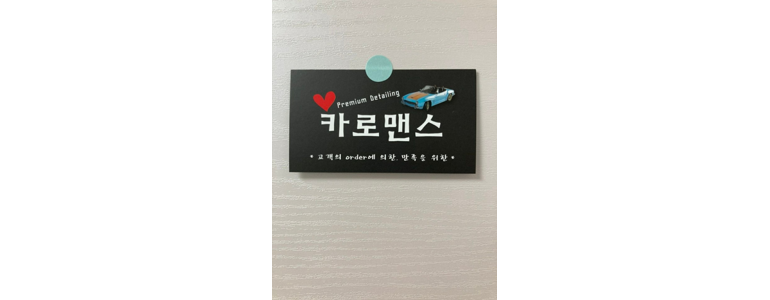 Premium Detailing
카로맨스
* 고객의 order에 의한, 만족을 위한 *